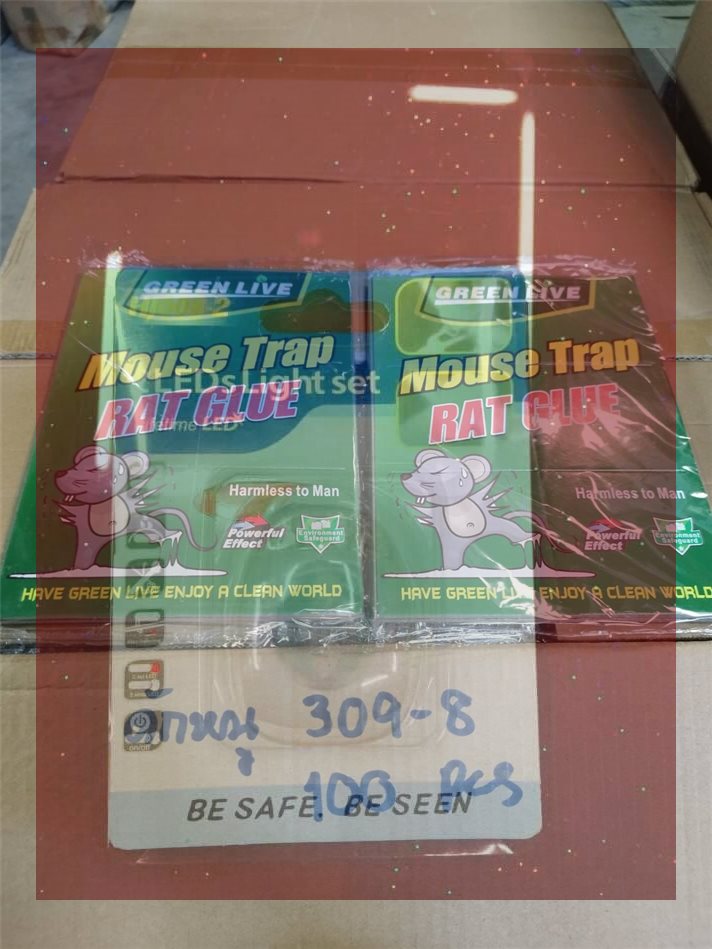 GREEN LIVE
Mouse Trap
RAT GLUE
Harmless to Man
Powerful Effect
Environment Safeguard
HAVE GREEN LIVE ENJOY A CLEAN WORLD
GREEN LIVE
Mouse Trap
RAT GLUE
Harmless to Man
Powerful Effect
Environment Safeguard
HAVE GREEN LIVE ENJOY A CLEAN WORLD
LEDs Light set
309-8
100 PCS
BE SAFE. BE SEEN